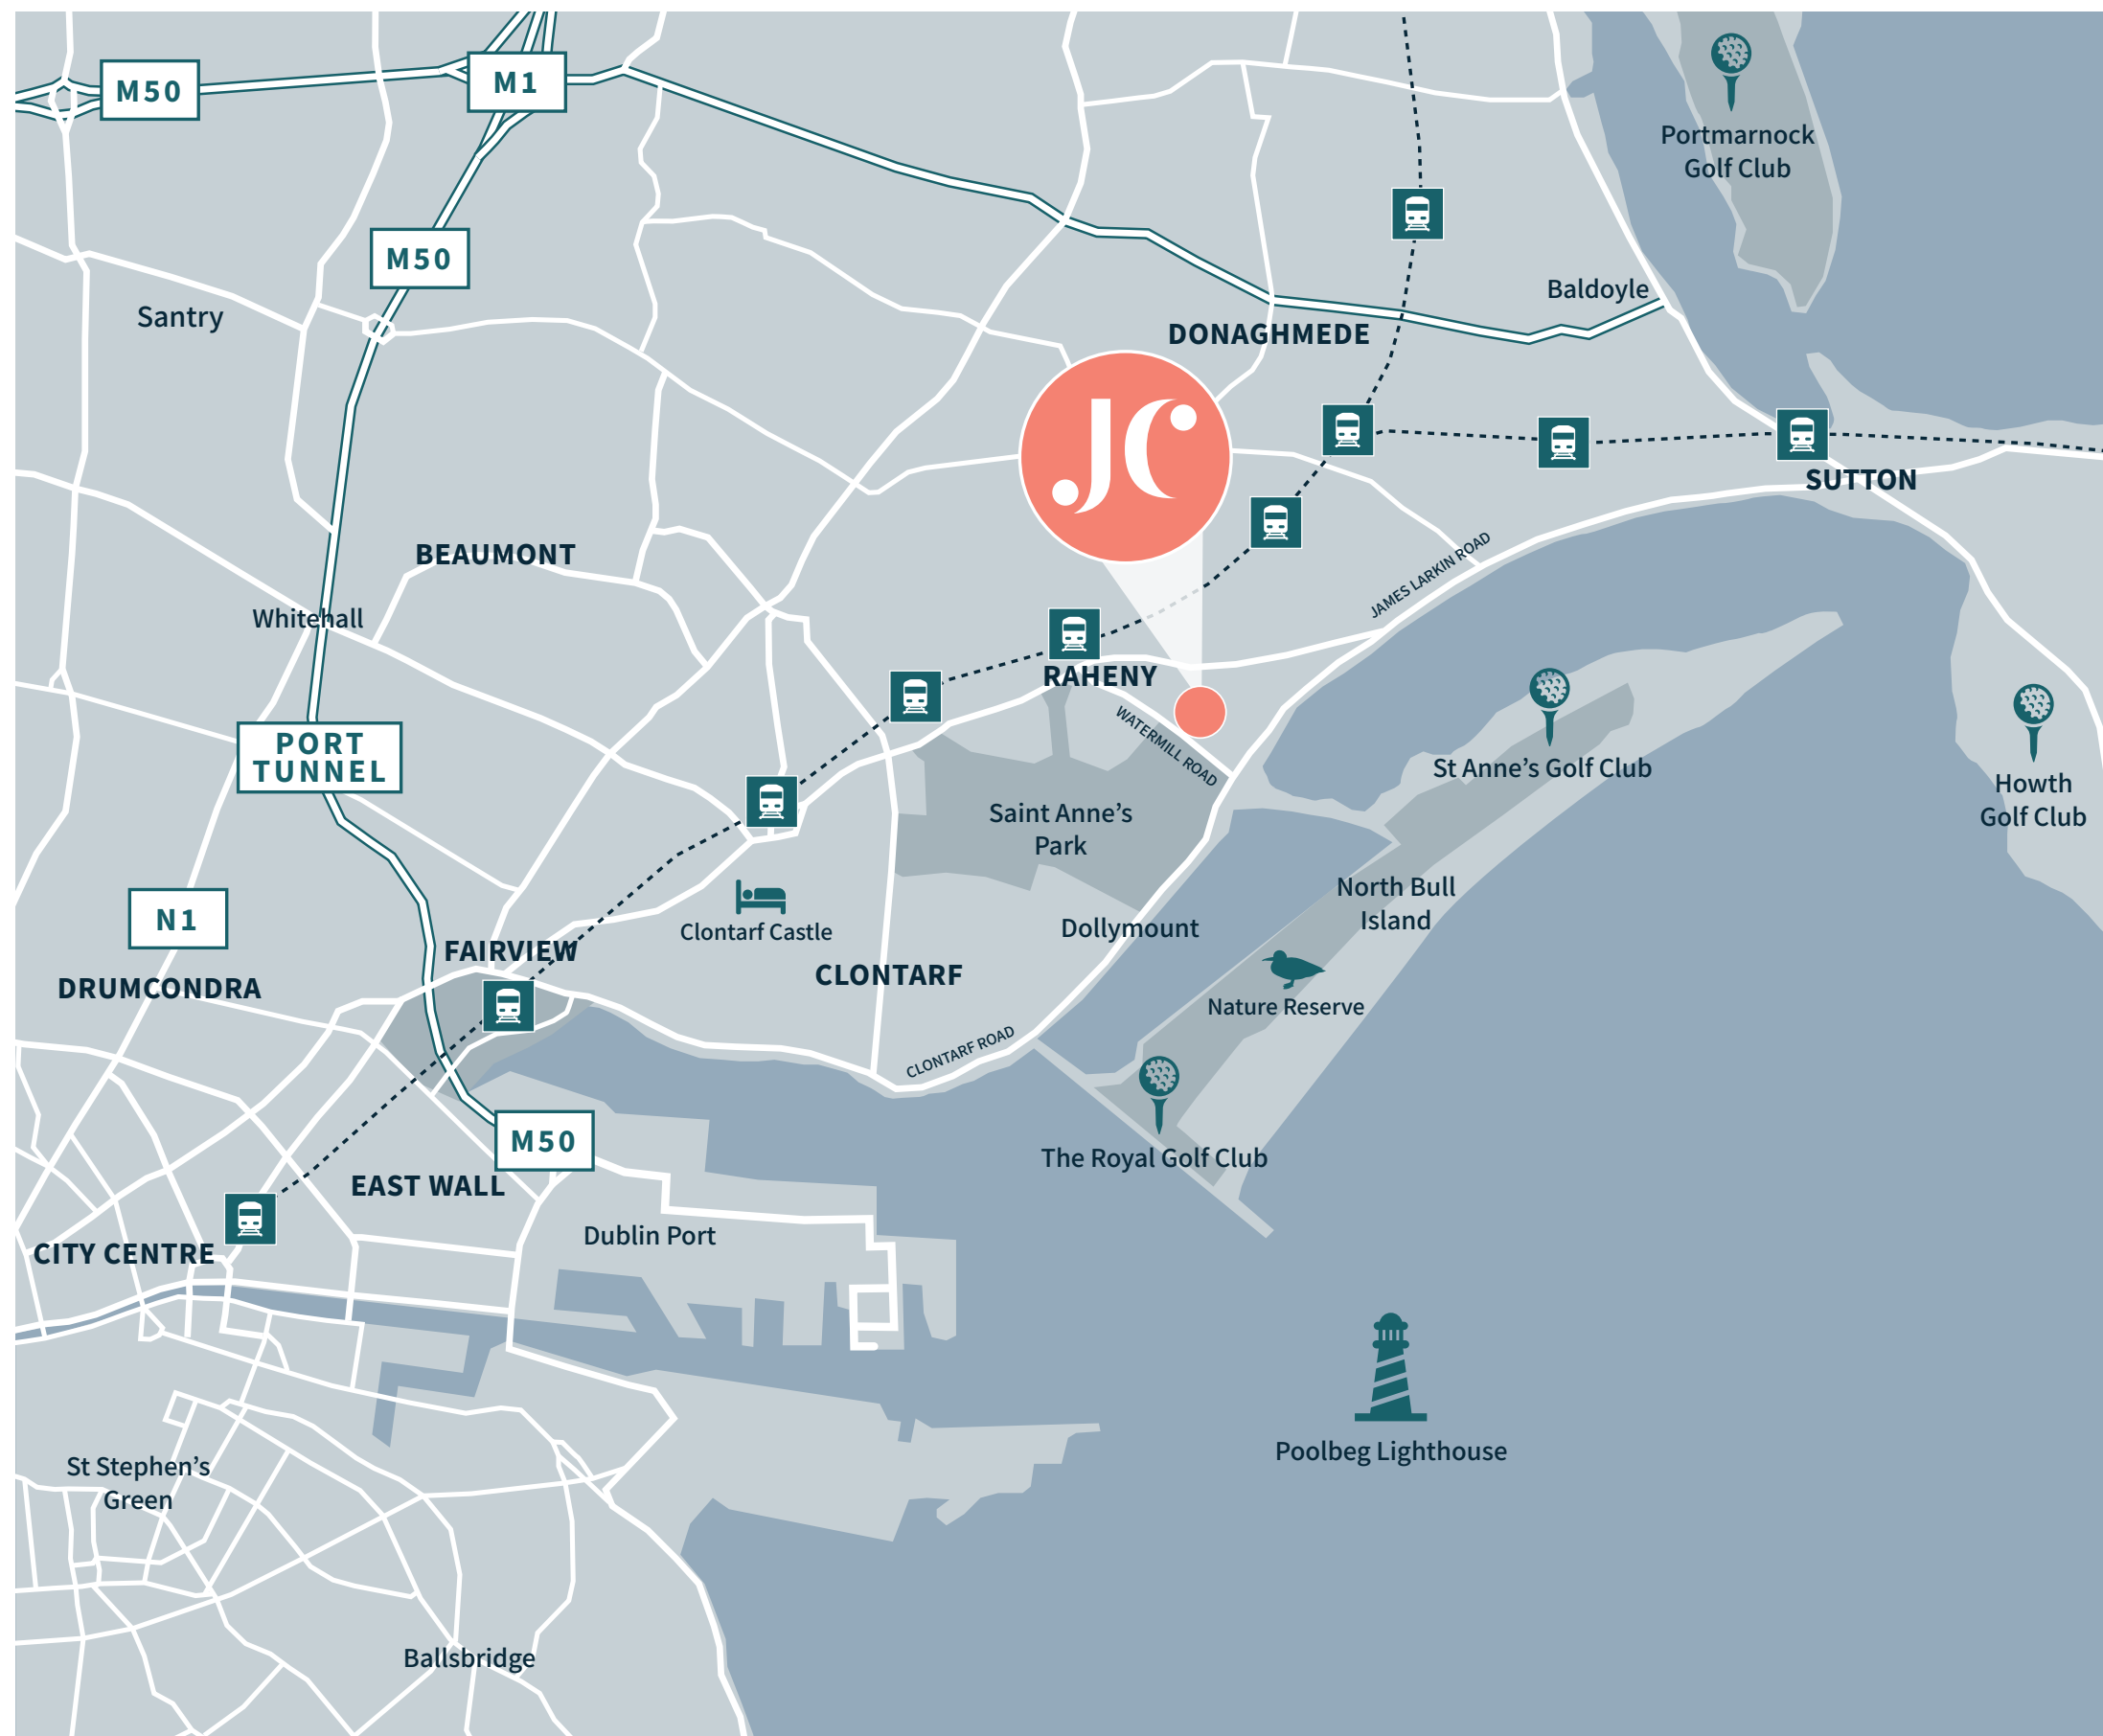 M50
M1
Portmarnock
Golf Club
M50
Baldoyle
Santry
DONAGHMEDE
JC
SUTTON
BEAUMONT
JAMES LARKIN ROAD
Whitehall
RAHENY
WATERMILL ROAD
PORT
TUNNEL
St Anne’s Golf Club
Howth
Golf Club
Saint Anne’s
Park
North Bull
Island
N1
Clontarf Castle
Dollymount
FAIRVIEW
CLONTARF
DRUMCONDRA
Nature Reserve
CLONTARF ROAD
M50
The Royal Golf Club
EAST WALL
Dublin Port
CITY CENTRE
Poolbeg Lighthouse
St Stephen’s
Green
Ballsbridge